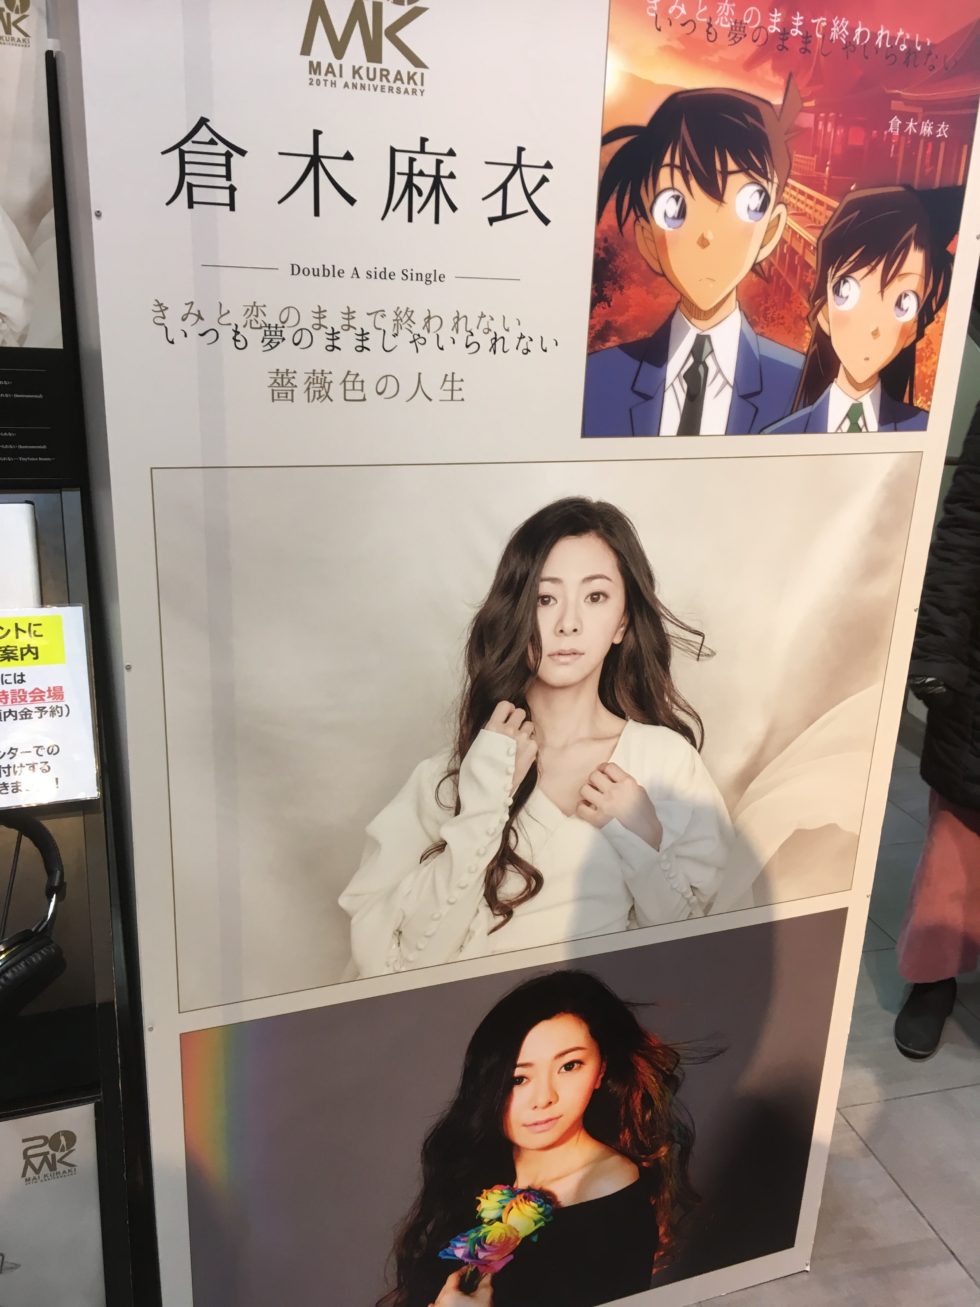 MK
MAI KURAKI
20TH ANNIVERSARY
倉木麻衣
Double A side Single
きみと恋のままで終われない
いつも夢のままじゃいられない
薔薇色の人生
きみと恋のままで終われない
いつも夢のままじゃいられない
倉木麻衣
ントに
案内
には
特設会場
内金予約）
ンターでの
付けする
きま
！
20
MK
MAI KURAKI
20TH ANNIVERSARY